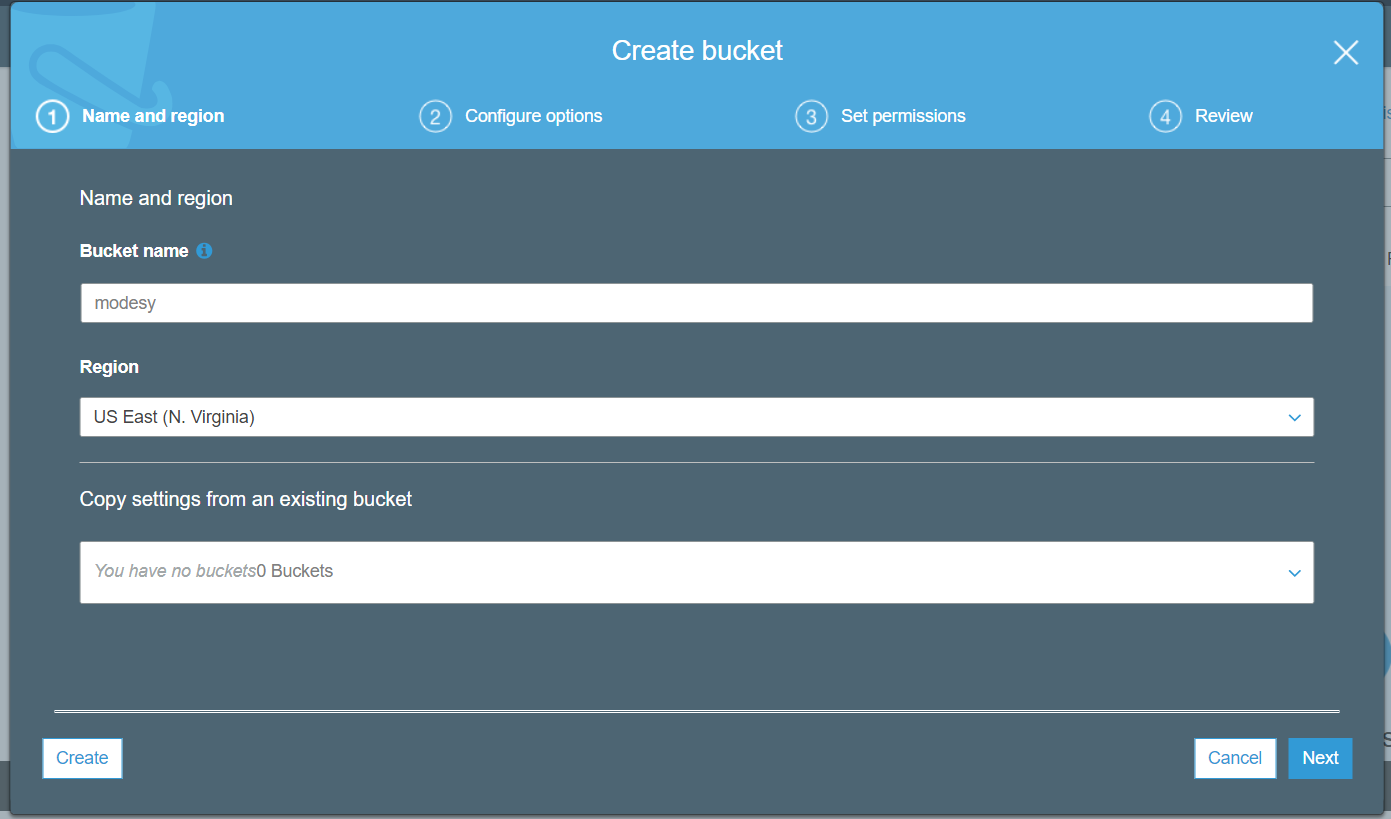 Create bucket
1 Name and region 2 Configure options 3 Set permissions 4 Review
Name and region
Bucket name
modesy
Region
US East (N. Virginia)
Copy settings from an existing bucket
You have no buckets0 Buckets
Create Cancel Next